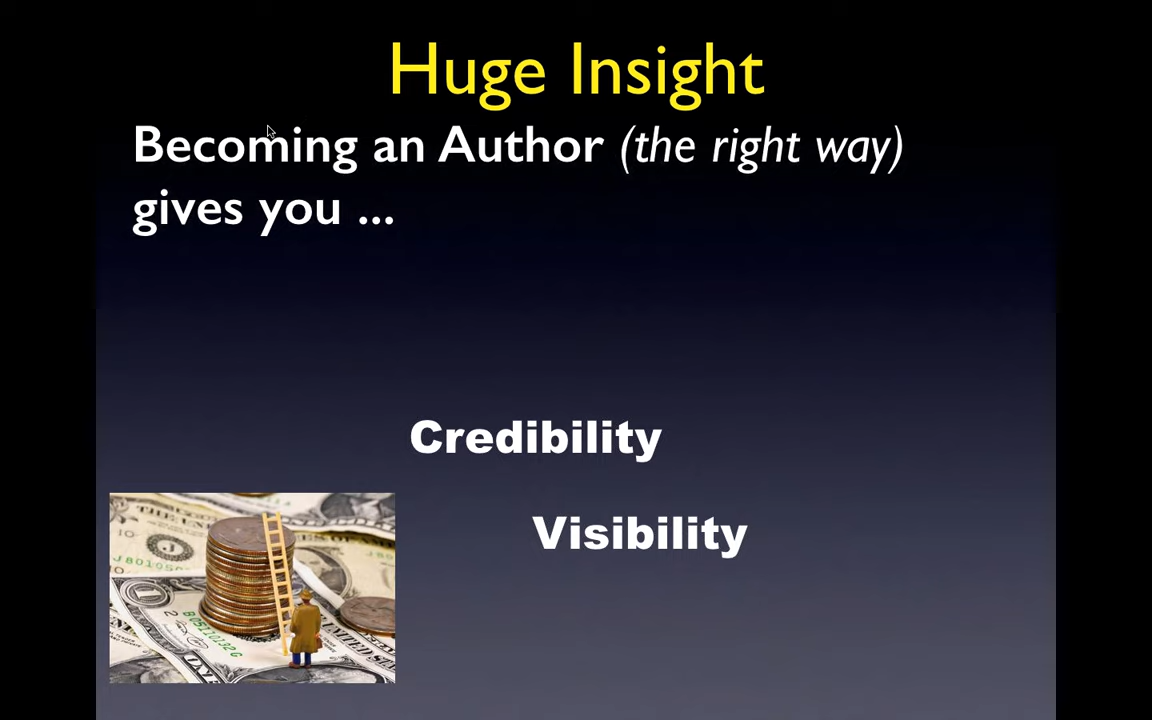 Huge Insight
Becoming an Author (the right way)
gives you ...
Credibility
Visibility